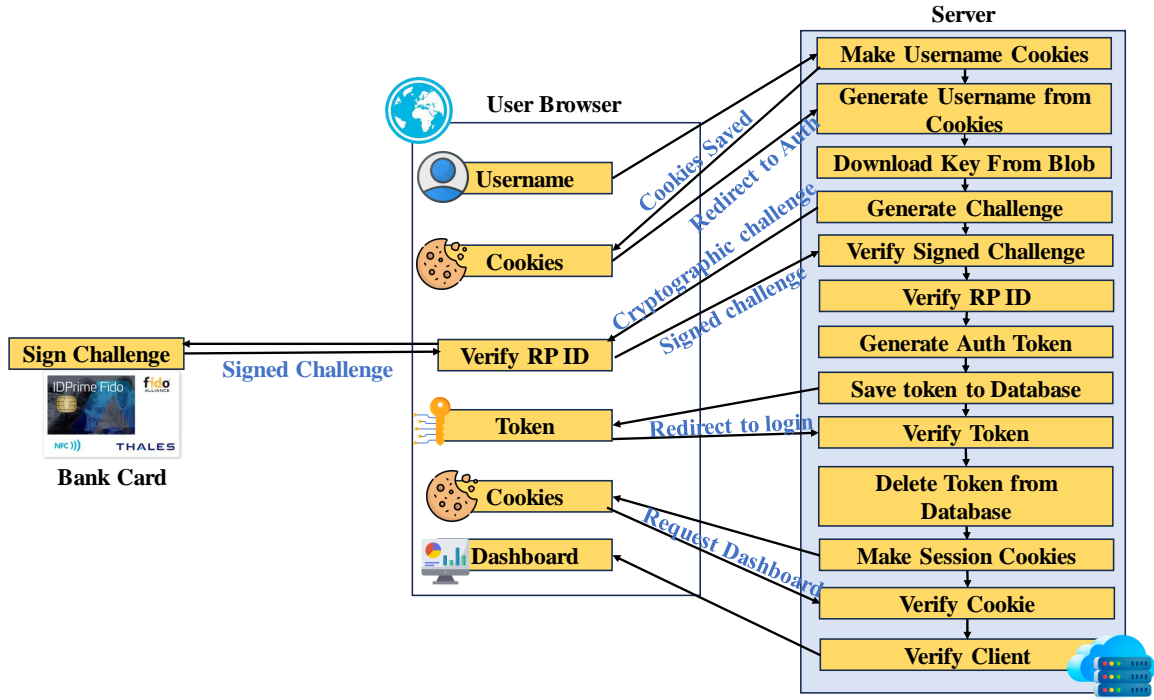 Server
Make Username Cookies
Generate Username from
Cookies
Download Key From Blob
Generate Challenge
Verify Signed Challenge
Verify RP ID
Generate Auth Token
Save token to Database
Verify Token
Delete Token from
Database
Make Session Cookies
Verify Cookie
Verify Client
User Browser
Username
Cookies
Verify RP ID
Token
Cookies
Dashboard
Cookies Saved
Redirect to Auth
Cryptographic challenge
Signed challenge
Redirect to login
Request Dashboard
Sign Challenge
Signed Challenge
IDPrime Fido
fido
ALLIANCE
NFC )))
THALES
Bank Card